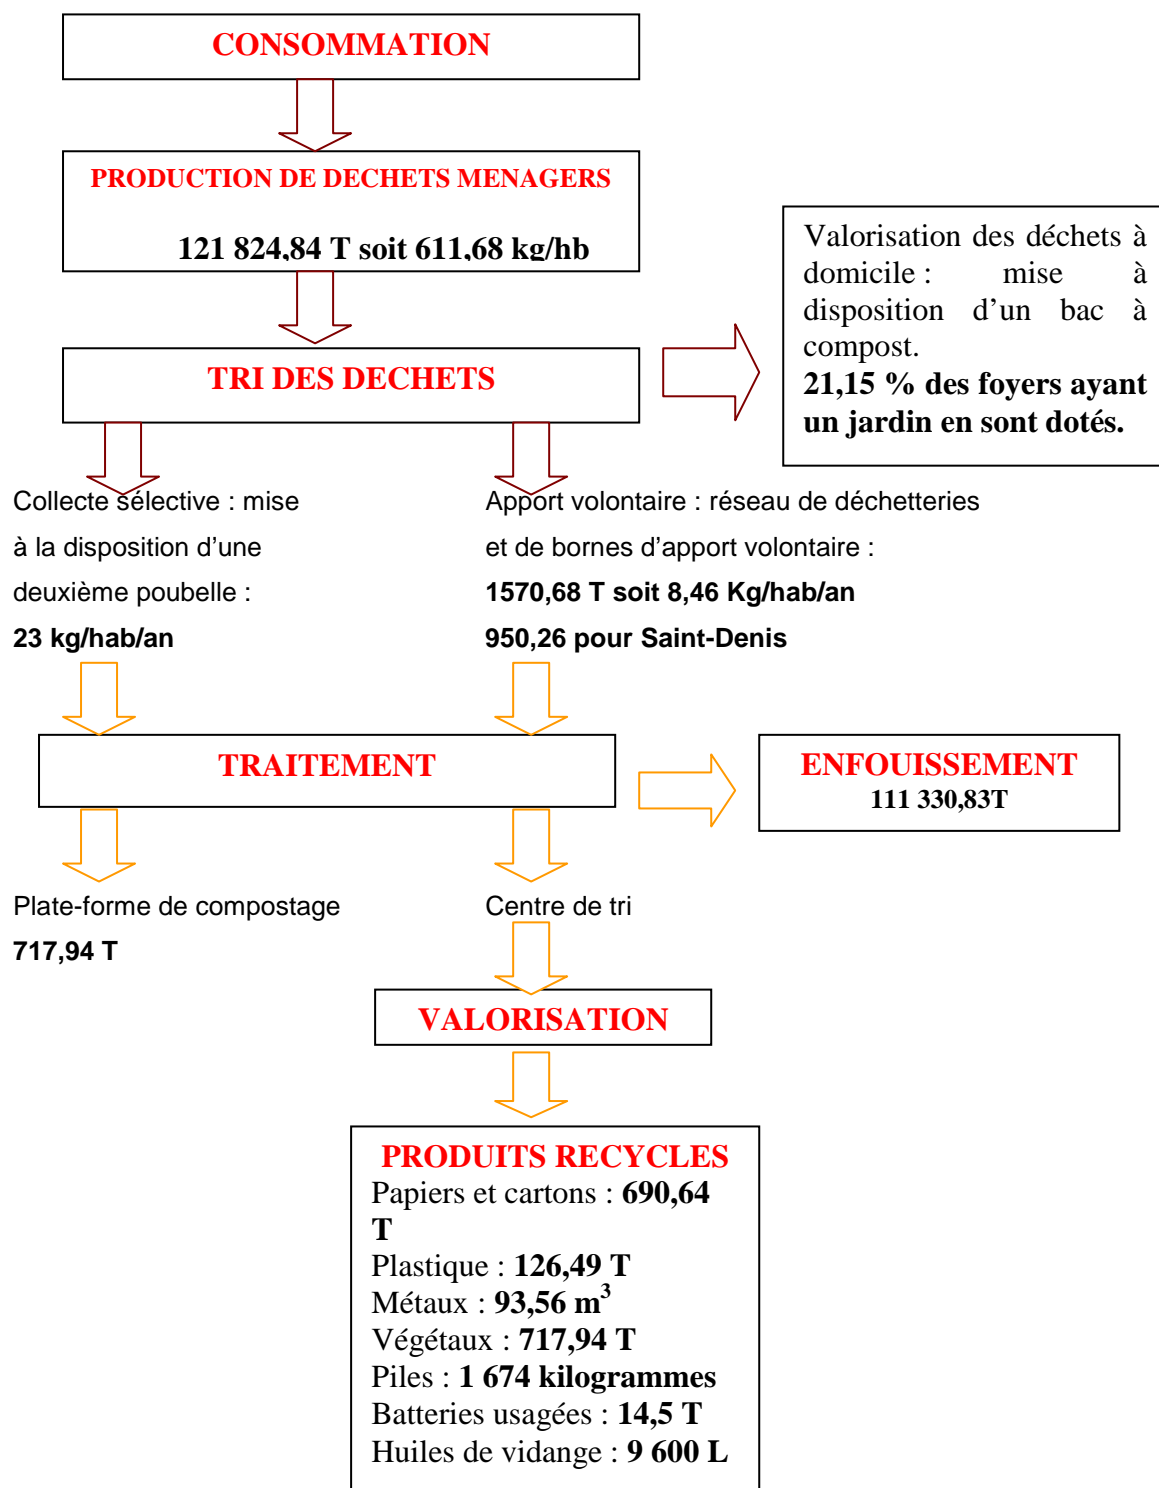 CONSOMMATION
PRODUCTION DE DECHETS MENAGERS
121 824,84 T soit 611,68 kg/hb
Valorisation des déchets à
domicile : mise à
disposition d’un bac à
compost.
21,15 % des foyers ayant
un jardin en sont dotés.
TRI DES DECHETS
Collecte sélective : mise
à la disposition d’une
deuxième poubelle :
23 kg/hab/an
Apport volontaire : réseau de déchetteries
et de bornes d’apport volontaire :
1570,68 T soit 8,46 Kg/hab/an
950,26 pour Saint-Denis
TRAITEMENT
ENFOUISSEMENT
111 330,83T
Plate-forme de compostage
717,94 T
Centre de tri
VALORISATION
PRODUITS RECYCLES
Papiers et cartons : 690,64
T
Plastique : 126,49 T
Métaux : 93,56 m³
Végétaux : 717,94 T
Piles : 1 674 kilogrammes
Batteries usagées : 14,5 T
Huiles de vidange : 9 600 L